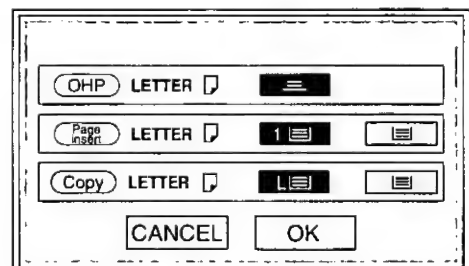 OHP LETTER
Page Insert LETTER 1
Copy LETTER L
CANCEL OK